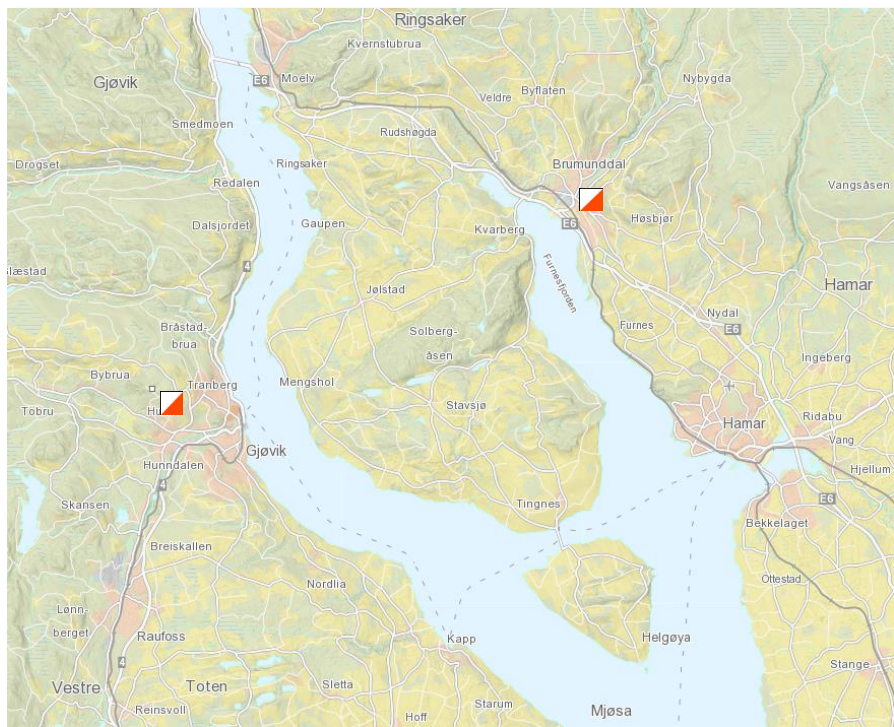 Ringsaker
Kvernstubrua
Moelv
E6
Gjøvik
Nybygda
Byflaten
Veldre
Smedmoen
Rudshøgda
Drogset
Ringsaker
Brumunddal
Redalen
Vangsåsen
Dalsjordet
Gaupen
Høsbjør
Kvarberg
E6
4
Furnesfjorden
Hamar
Jølstad
Nydal
Furnes
E6
Solberg-
åsen
Bråstad-
brua
Ingeberg
Bybrua
Tranberg
Mengshol
Tobru
Stavsjø
Ridabu
Hamar
Vang
Gjøvik
Hunndalen
Hjellum
4
E6
Skansen
Tingnes
Bekkelaget
Breiskallen
Ottestad
Nordlia
Lønn-
berget
Raufoss
Kapp
Helgøya
4
Stange
Vestre
Toten
Sletta
Starum
Reinsvoll
Hoff
Mjøsa